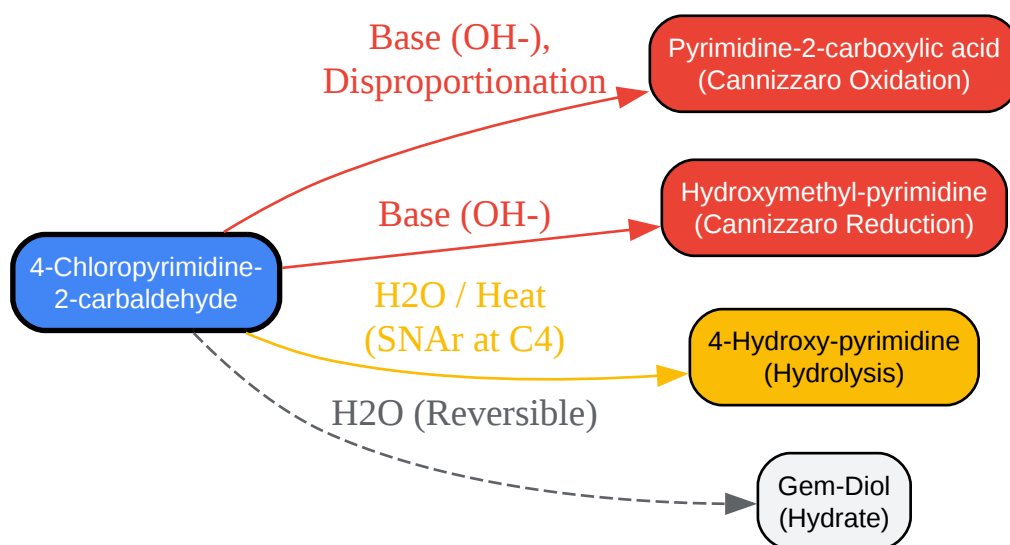 Base (OH-),
Disproportionation
Pyrimidine-2-carboxylic acid
(Cannizzaro Oxidation)
Base (OH-)
Hydroxymethyl-pyrimidine
(Cannizzaro Reduction)
4-Chloropyrimidine-
2-carbaldehyde
H2O / Heat
(SNAr at C4)
4-Hydroxy-pyrimidine
(Hydrolysis)
H2O (Reversible)
Gem-Diol
(Hydrate)